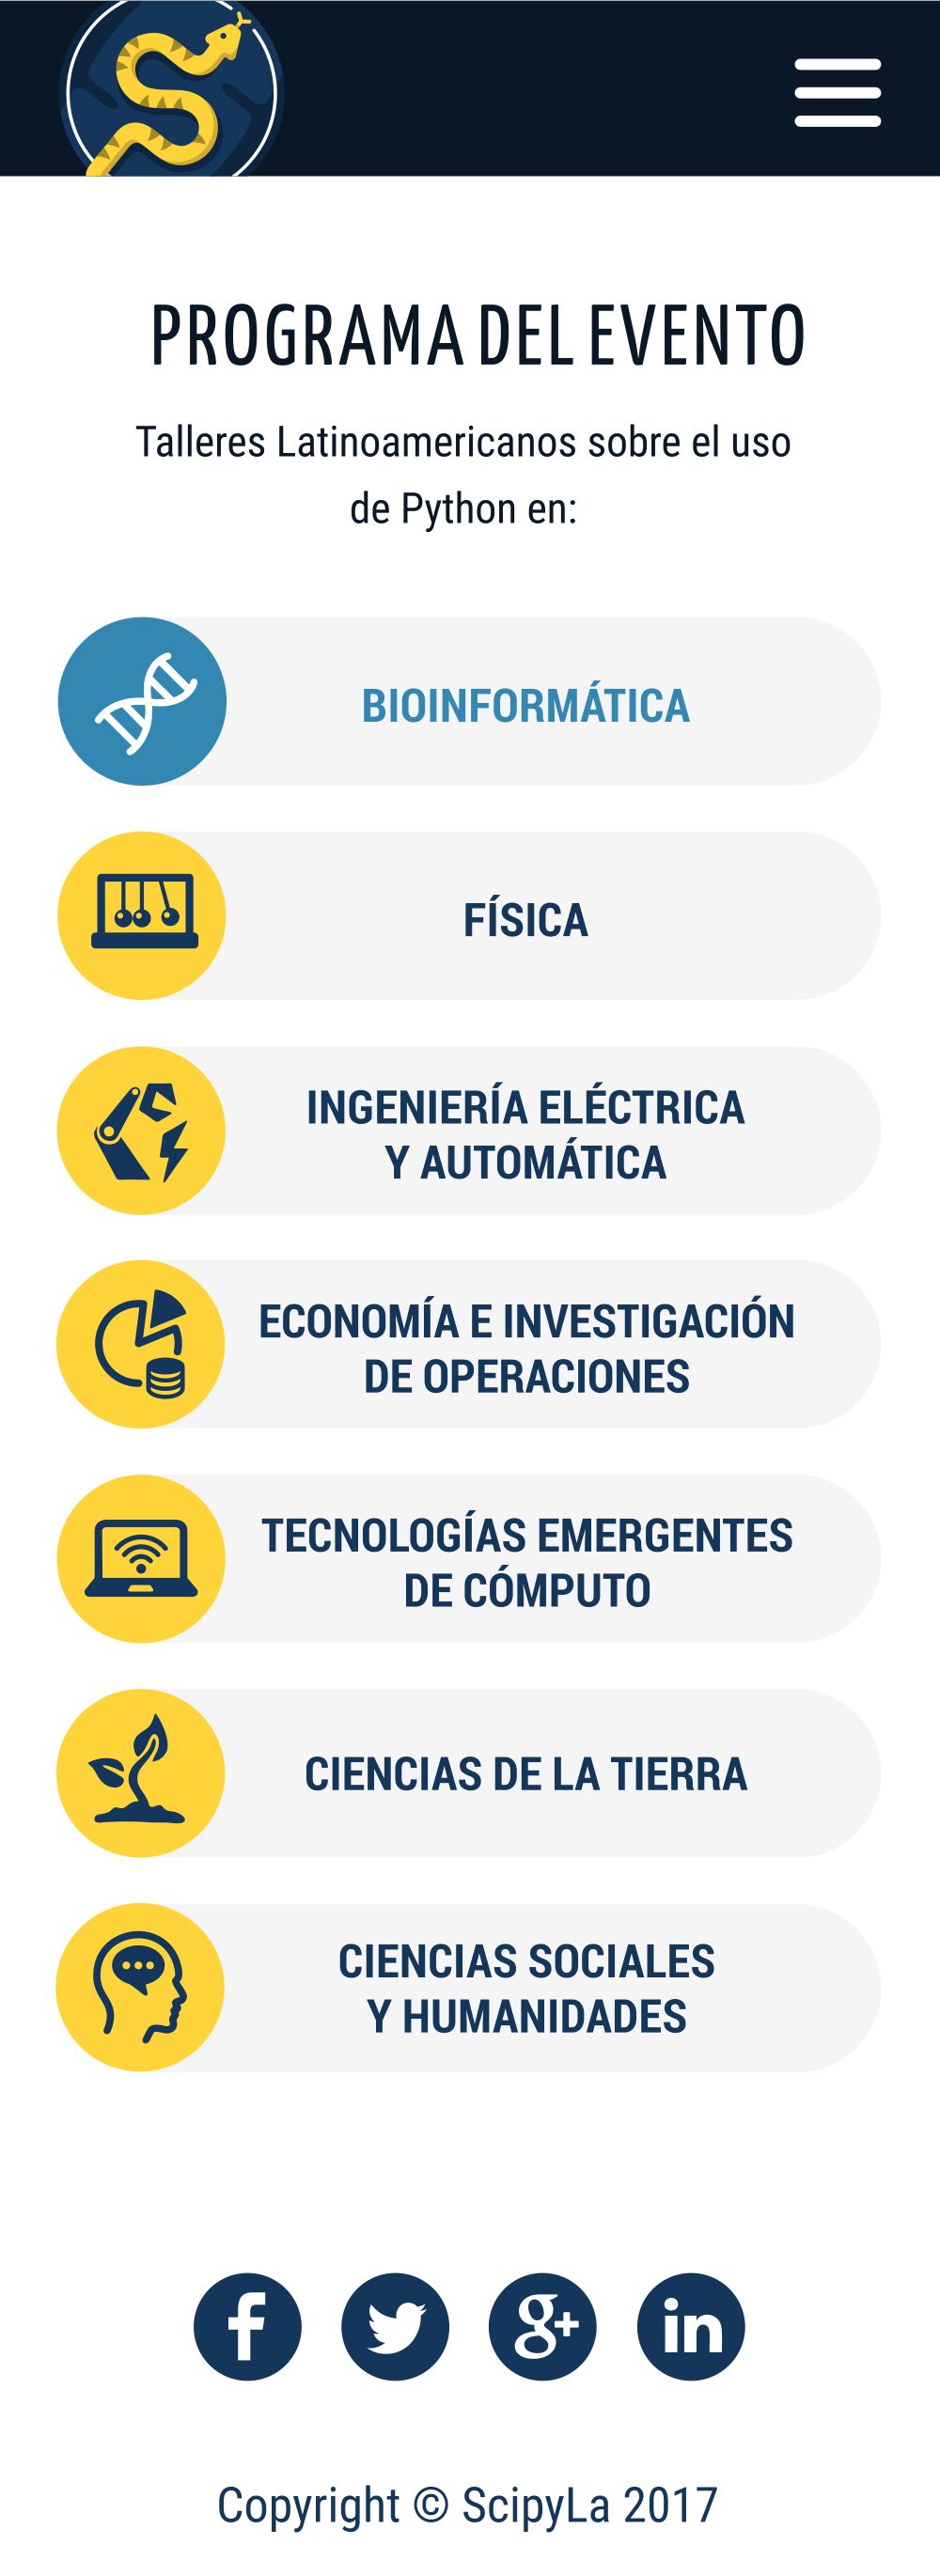 PROGRAMA DEL EVENTO
Talleres Latinoamericanos sobre el uso
de Python en:
BIOINFORMÁTICA
FÍSICA
INGENIERÍA ELÉCTRICA
Y AUTOMÁTICA
ECONOMÍA E INVESTIGACIÓN
DE OPERACIONES
TECNOLOGÍAS EMERGENTES
DE CÓMPUTO
CIENCIAS DE LA TIERRA
CIENCIAS SOCIALES
Y HUMANIDADES
f g+ in
Copyright © ScipyLa 2017